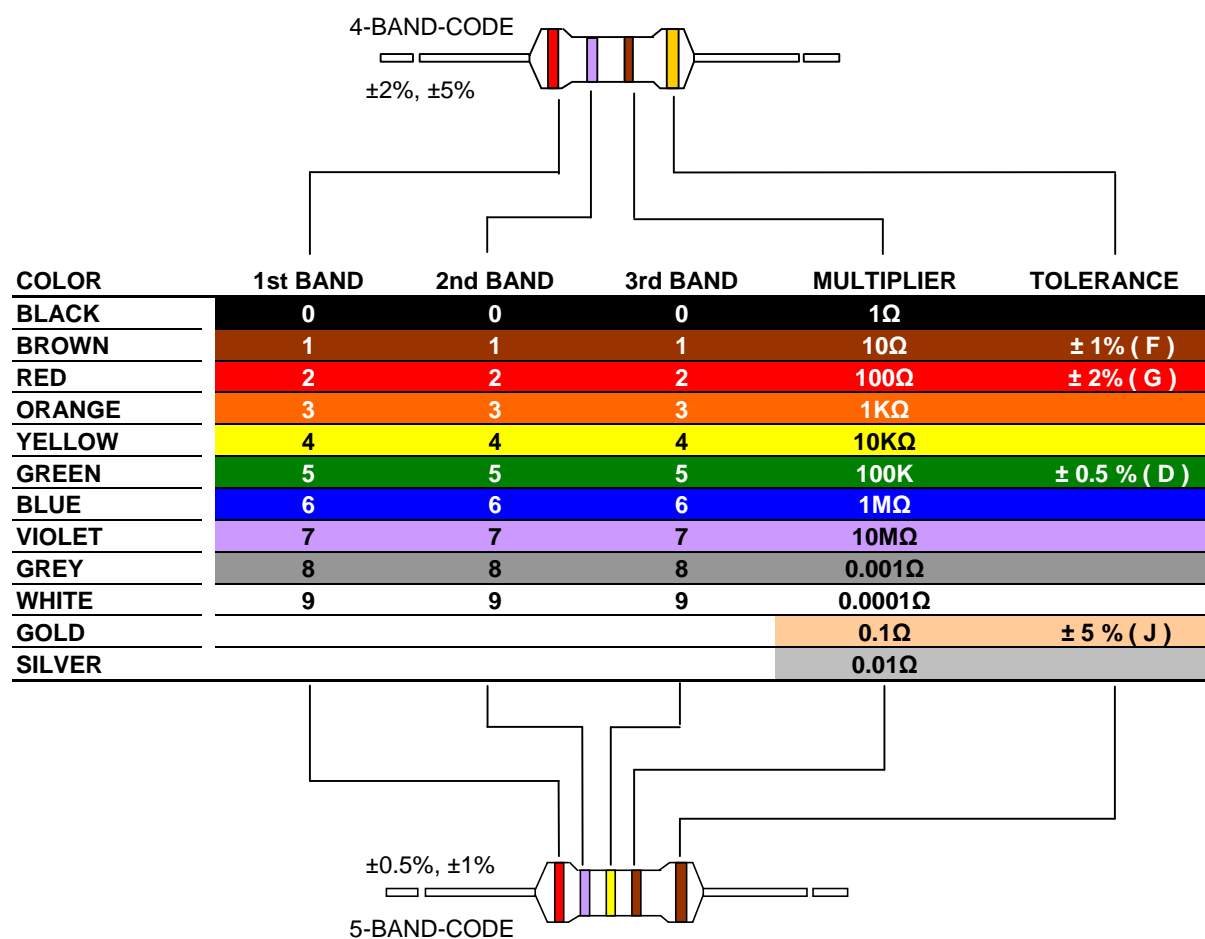 4-BAND-CODE
±2%, ±5%
COLOR 1st BAND 2nd BAND 3rd BAND MULTIPLIER TOLERANCE
BLACK 0 0 0 1Ω
BROWN 1 1 1 10Ω ± 1% ( F )
RED 2 2 2 100Ω ± 2% ( G )
ORANGE 3 3 3 1KΩ
YELLOW 4 4 4 10KΩ
GREEN 5 5 5 100K ± 0.5 % ( D )
BLUE 6 6 6 1MΩ
VIOLET 7 7 7 10MΩ
GREY 8 8 8 0.001Ω
WHITE 9 9 9 0.0001Ω
GOLD 0.1Ω ± 5 % ( J )
SILVER 0.01Ω
±0.5%, ±1%
5-BAND-CODE